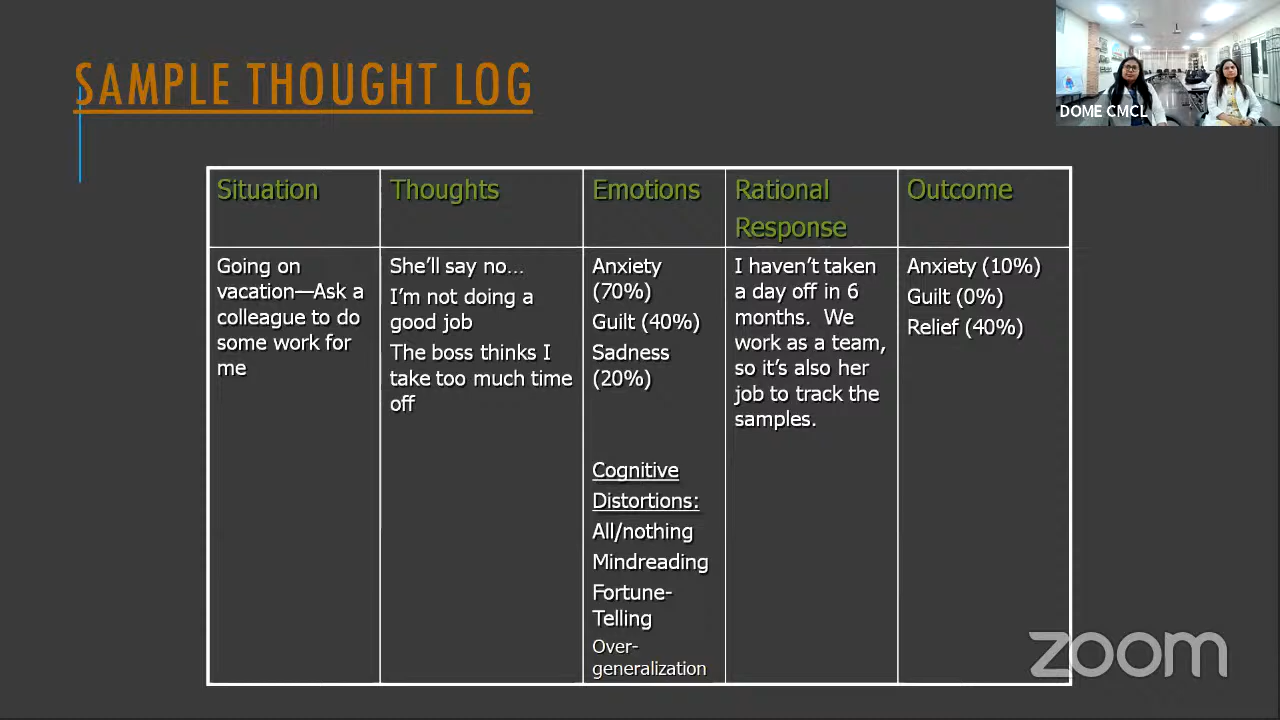 SAMPLE THOUGHT LOG
DOME CMCL
Situation
Thoughts
Emotions
Rational
Response
Outcome
Going on
vacation—Ask a
colleague to do
some work for
me
She'll say no…
I'm not doing a
good job
The boss thinks I
take too much time
off
Anxiety
(70%)
Guilt (40%)
Sadness
(20%)
Cognitive
Distortions:
All/nothing
Mindreading
Fortune-
Telling
Over-
generalization
I haven't taken
a day off in 6
months.  We
work as a team,
so it's also her
job to track the
samples.
Anxiety (10%)
Guilt (0%)
Relief (40%)
zoom